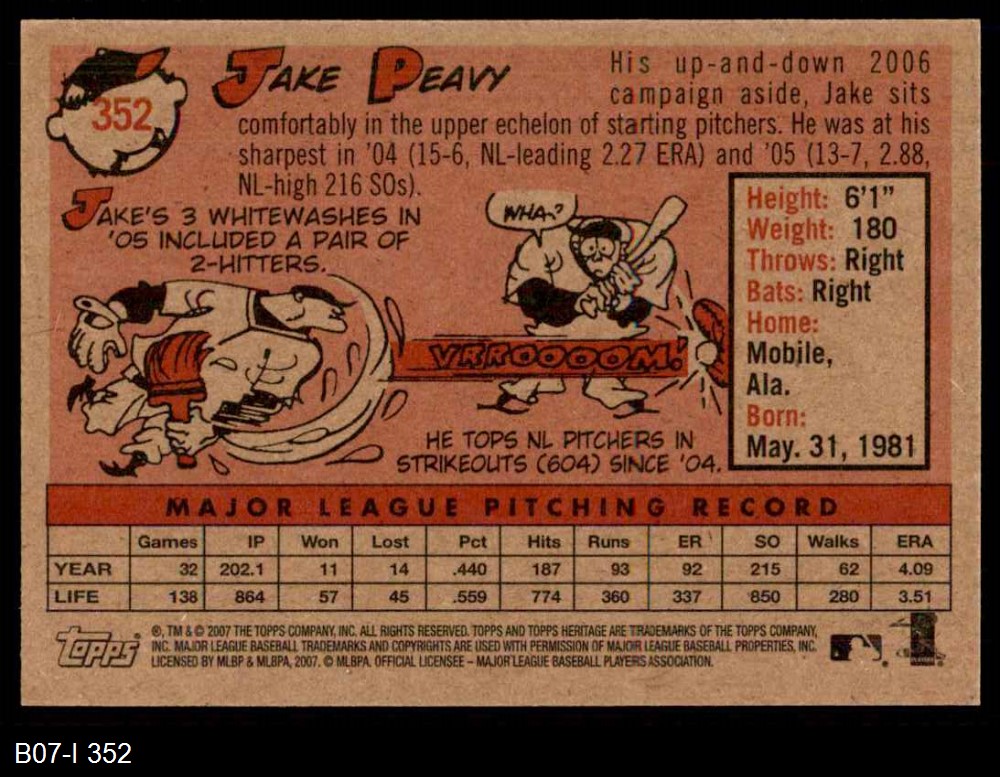 352
JAKE PEAVY
His up-and-down 2006
campaign aside, Jake sits
comfortably in the upper echelon of starting pitchers. He was at his
sharpest in '04 (15-6, NL-leading 2.27 ERA) and '05 (13-7, 2.88,
NL-high 216 SOs).
JAKE'S 3 WHITEWASHES IN
'05 INCLUDED A PAIR OF
2-HITTERS.
WHA-?
VRROOOOOM!
HE TOPS NL PITCHERS IN
STRIKEOUTS (604) SINCE '04.
Height: 6'1"
Weight: 180
Throws: Right
Bats: Right
Home:
Mobile,
Ala.
Born:
May. 31, 1981
MAJOR LEAGUE PITCHING RECORD
Games IP Won Lost Pct Hits Runs ER SO Walks ERA
YEAR 32 202.1 11 14 .440 187 93 92 215 62 4.09
LIFE 138 864 57 45 .559 774 360 337 850 280 3.51
topps
®, TM & © 2007 THE TOPPS COMPANY, INC. ALL RIGHTS RESERVED. TOPPS AND TOPPS HERITAGE ARE TRADEMARKS OF THE TOPPS COMPANY,
INC. MAJOR LEAGUE BASEBALL TRADEMARKS AND COPYRIGHTS ARE USED WITH PERMISSION OF MAJOR LEAGUE BASEBALL PROPERTIES, INC.
LICENSED BY MLBP & MLBPA, 2007. © MLBPA. OFFICIAL LICENSEE – MAJOR LEAGUE BASEBALL PLAYERS ASSOCIATION.
B07-I 352